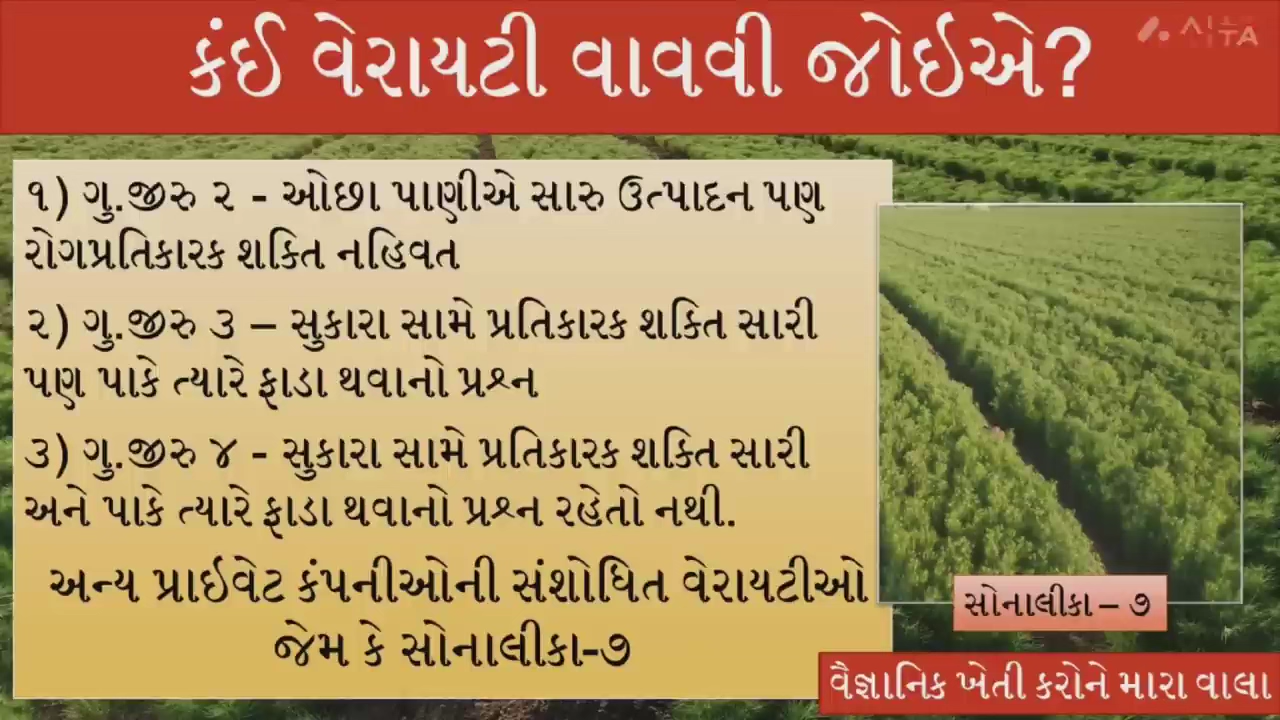 કંઈ વેરાયટી વાવવી જોઇએ?
૧) ગુ.જીરુ ૨ - ઓછા પાણીએ સારુ ઉત્પાદન પણ
રોગપ્રતિકારક શકિત નહિવત
૨) ગુ.જીરુ ૩ – સુકારા સામે પ્રતિકારક શકિત સારી
પણ પાકે ત્યારે ફાડા થવાનો પ્રશ્ન
૩) ગુ.જીરુ ૪ - સુકારા સામે પ્રતિકારક શકિત સારી
અને પાકે ત્યારે ફાડા થવાનો પ્રશ્ન રહેતો નથી.
અન્ય પ્રાઇવેટ કંપનીઓની સંશોધિત વેરાયટીઓ
જેમ કે સોનાલીકા-૭
સોનાલીકા – ૭
વૈજ્ઞાનિક ખેતી કરોને મારા વાલા